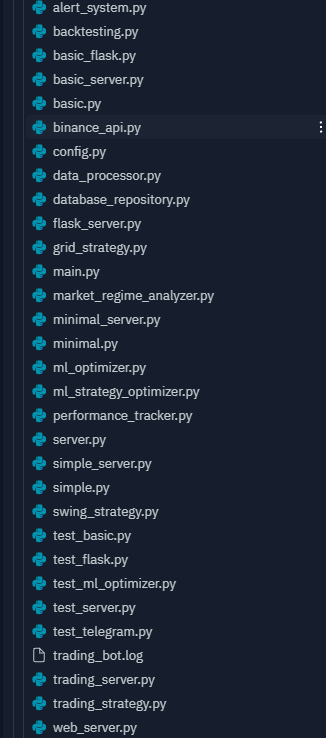 alert_system.py
backtesting.py
basic_flask.py
basic_server.py
basic.py
binance_api.py
config.py
data_processor.py
database_repository.py
flask_server.py
grid_strategy.py
main.py
market_regime_analyzer.py
minimal_server.py
minimal.py
ml_optimizer.py
ml_strategy_optimizer.py
performance_tracker.py
server.py
simple_server.py
simple.py
swing_strategy.py
test_basic.py
test_flask.py
test_ml_optimizer.py
test_server.py
test_telegram.py
trading_bot.log
trading_server.py
trading_strategy.py
web_server.py